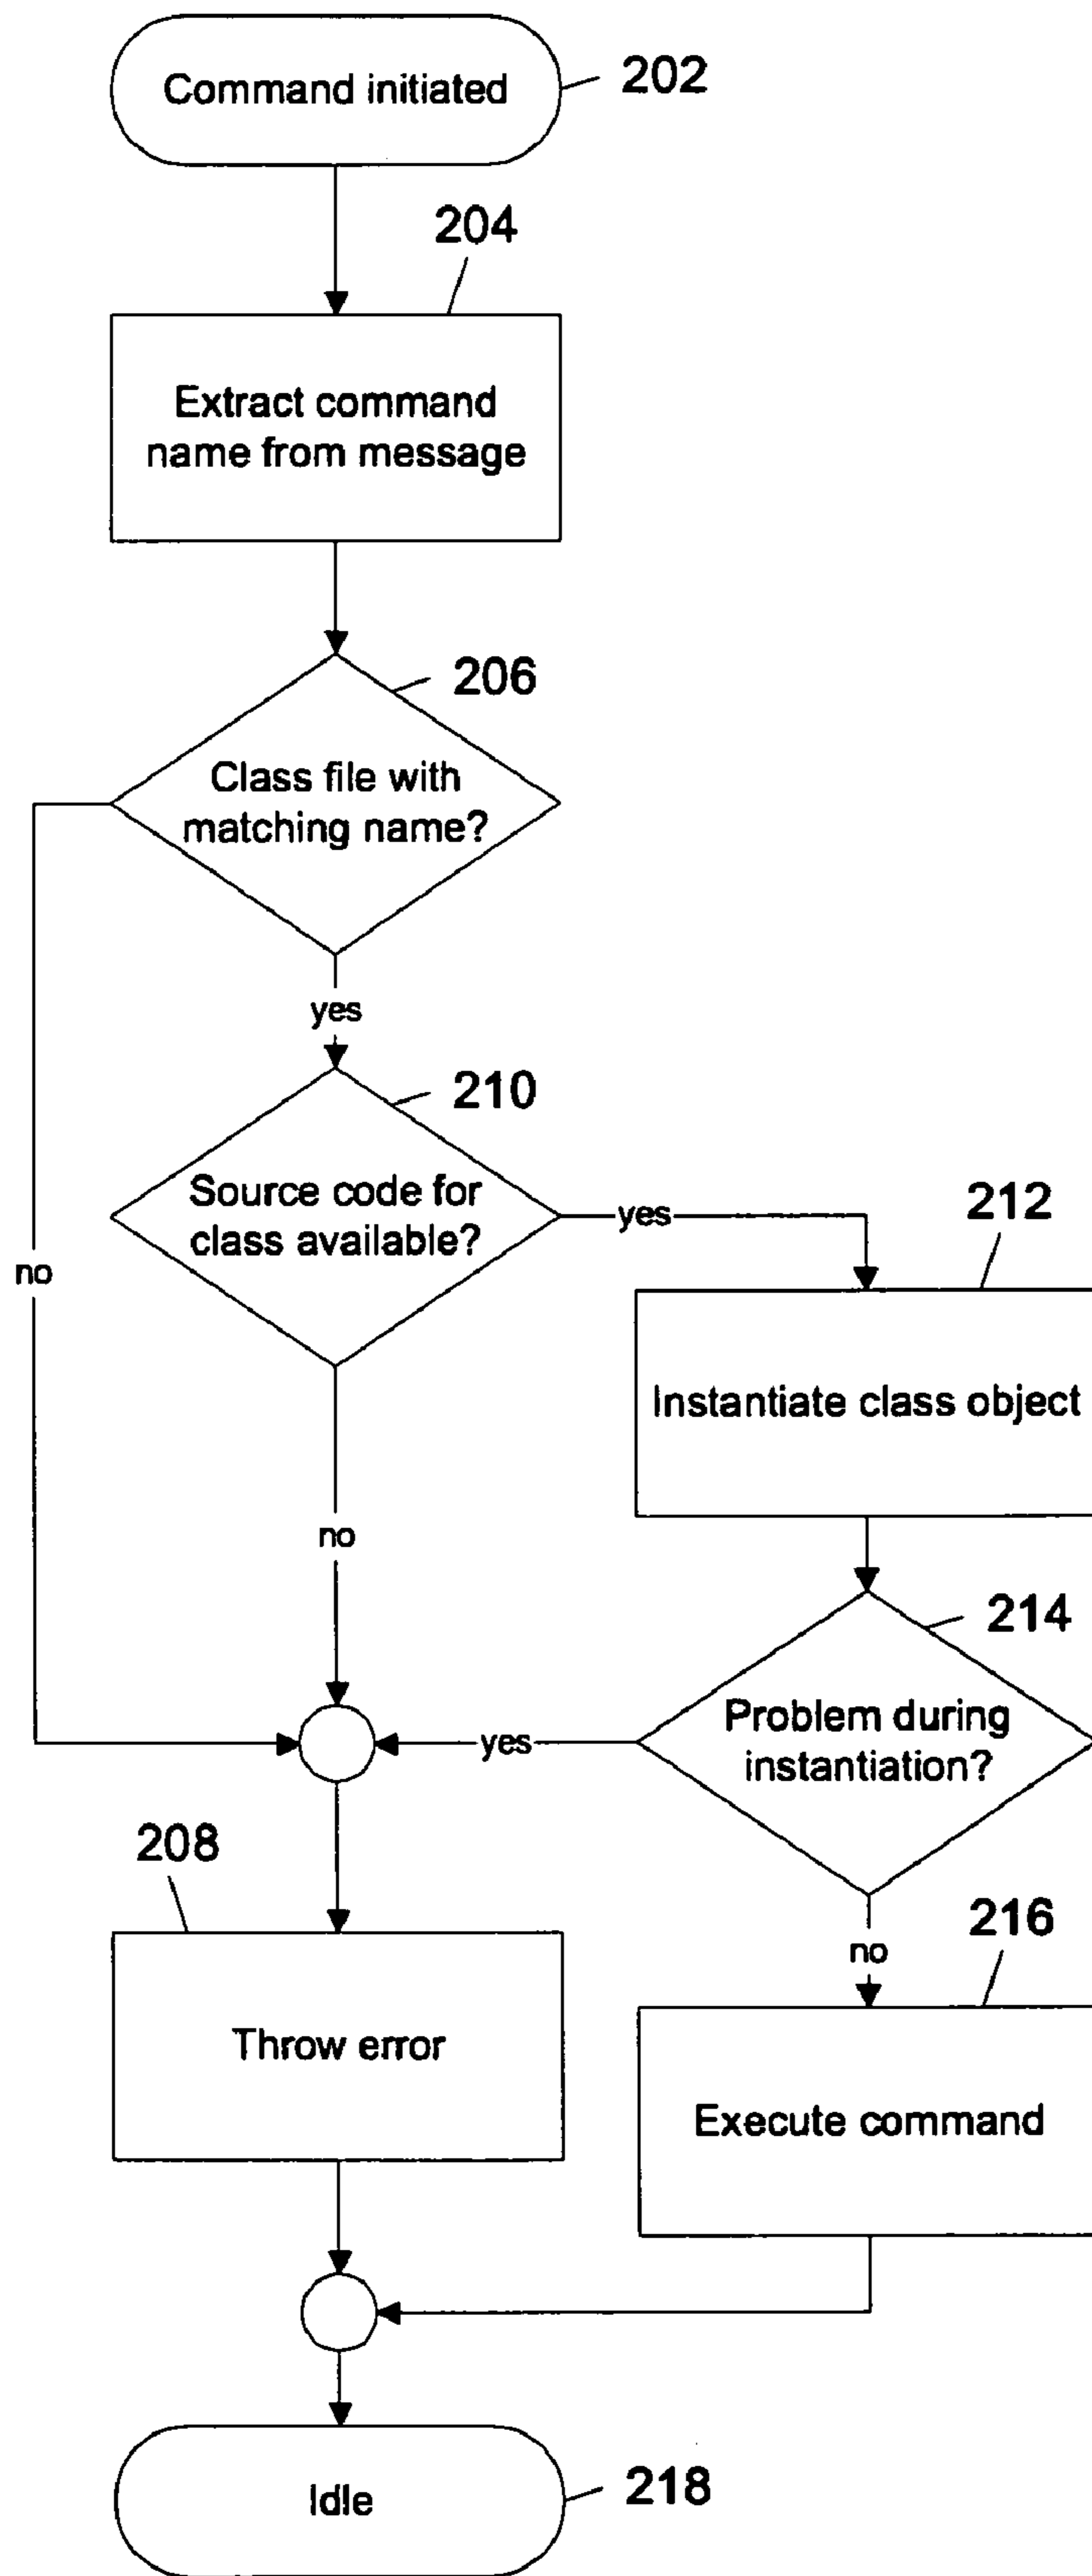 Command initiated
202
204
Extract command
name from message
206
Class file with
matching name?
yes
210
Source code for
class available?
yes
212
no
Instantiate class object
no
214
Problem during
instantiation?
yes
208
216
no
Throw error
Execute command
Idle
218